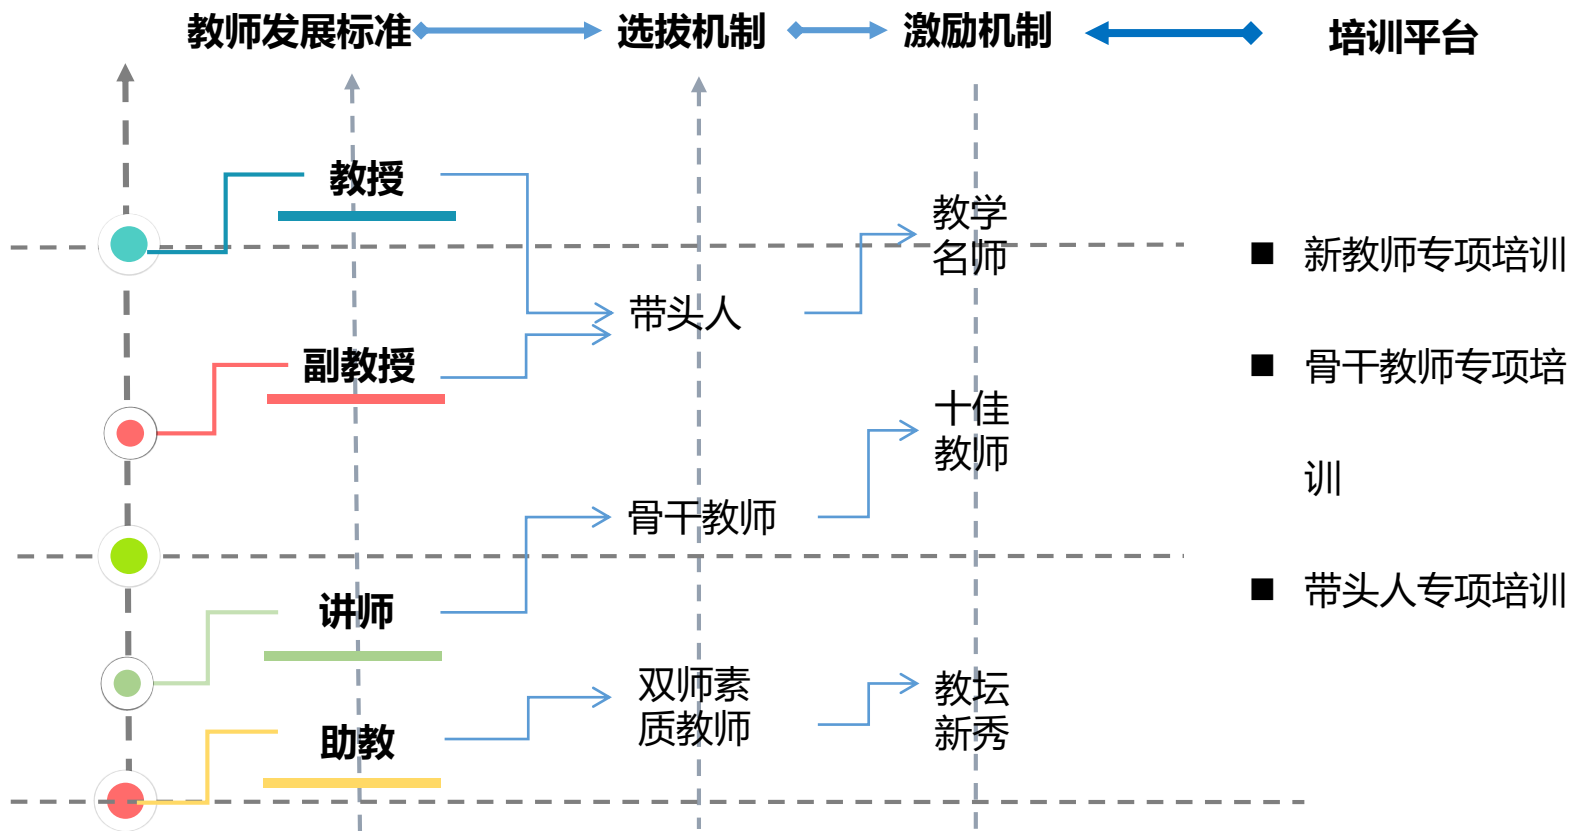 教师发展标准
选拔机制
激励机制
培训平台
教授
副教授
讲师
助教
带头人
骨干教师
双师素
质教师
教学
名师
十佳
教师
教坛
新秀
■ 新教师专项培训
■ 骨干教师专项培
训
■ 带头人专项培训